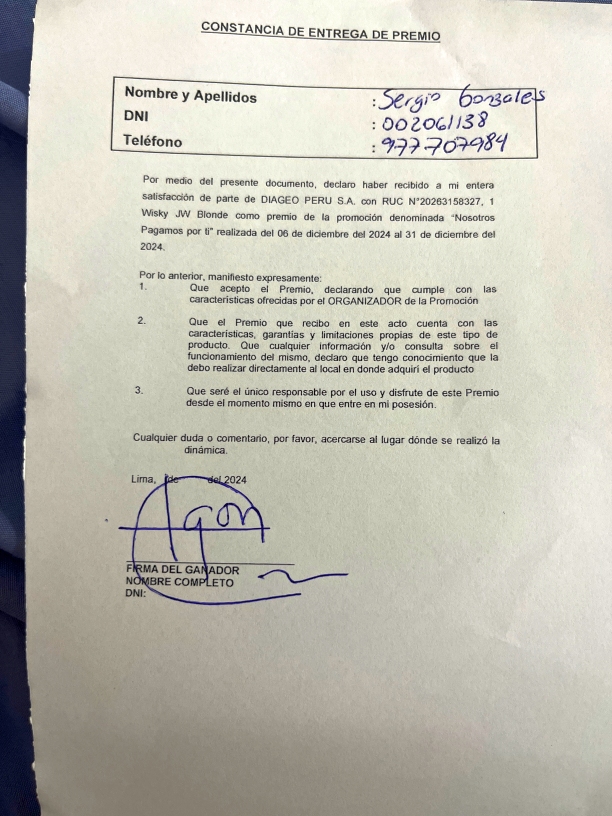 CONSTANCIA DE ENTREGA DE PREMIO
Nombre y Apellidos : Sergio Gonzales
DNI : 002061138
Teléfono : 977707984
Por medio del presente documento, declaro haber recibido a mi entera
satisfacción de parte de DIAGEO PERU S.A. con RUC N°20263158327, 1
Wisky JW Blonde como premio de la promoción denominada "Nosotros
Pagamos por ti" realizada del 06 de diciembre del 2024 al 31 de diciembre del
2024.
Por lo anterior, manifiesto expresamente:
1. Que acepto el Premio, declarando que cumple con las
características ofrecidas por el ORGANIZADOR de la Promoción
2. Que el Premio que recibo en este acto cuenta con las
características, garantías y limitaciones propias de este tipo de
producto. Que cualquier información y/o consulta sobre el
funcionamiento del mismo, declaro que tengo conocimiento que la
debo realizar directamente al local en donde adquirí el producto
3. Que seré el único responsable por el uso y disfrute de este Premio
desde el momento mismo en que entre en mi posesión.
Cualquier duda o comentario, por favor, acercarse al lugar dónde se realizó la
dinámica.
Lima, de del 2024
FIRMA DEL GANADOR
NOMBRE COMPLETO
DNI: